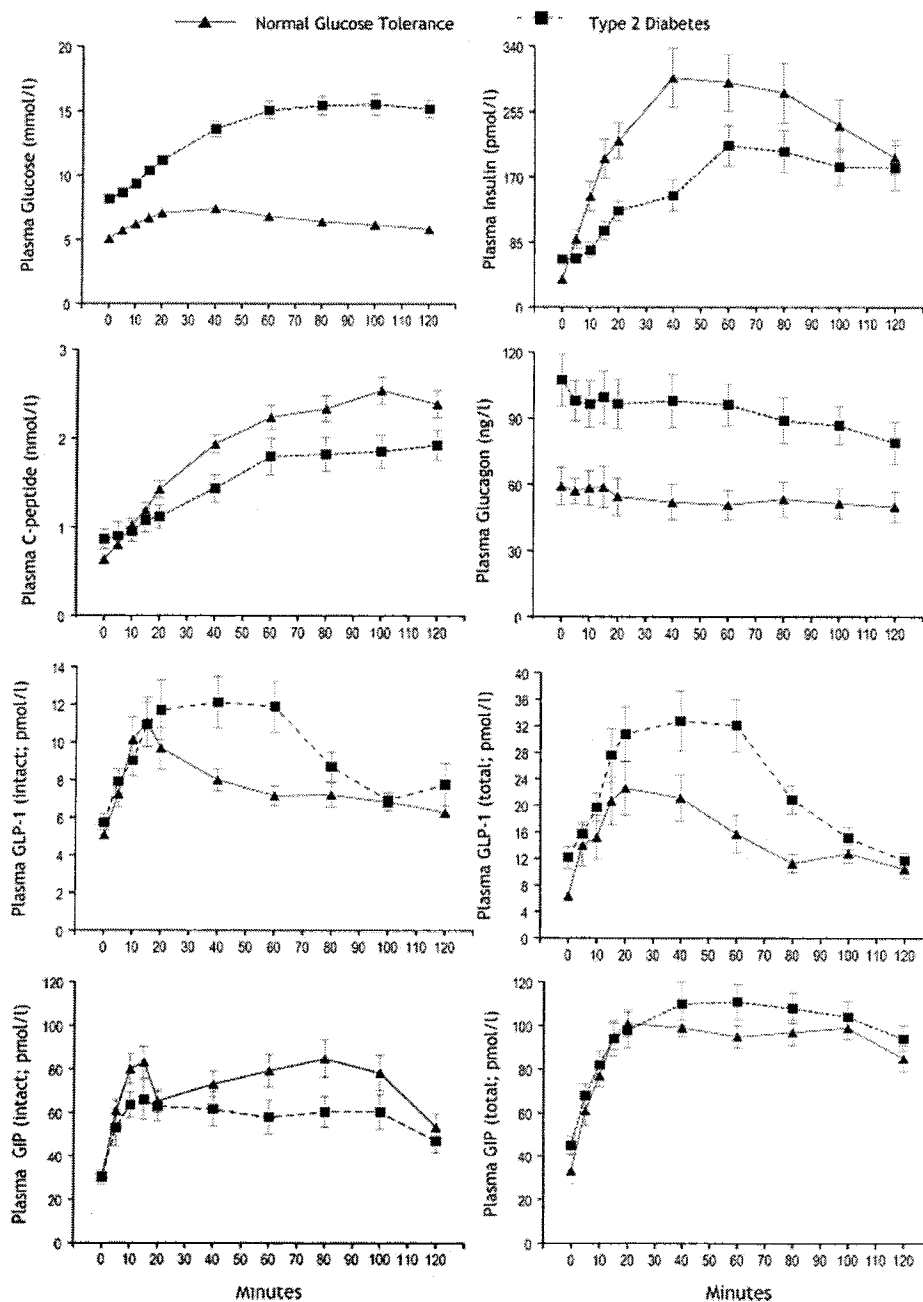 Normal Glucose Tolerance
Type 2 Diabetes
Plasma Glucose (mmol/l)
20
15
10
5
0
0 10 20 30 40 50 60 70 80 90 100 110 120
Plasma Insulin (pmol/l)
340
255
170
85
0
0 10 20 30 40 50 60 70 80 90 100 110 120
Plasma C-peptide (nmol/l)
3
2
1
0
0 10 20 30 40 50 60 70 80 90 100 110 120
Plasma Glucagon (ng/l)
120
90
60
30
0
0 10 20 30 40 50 60 70 80 90 100 110 120
Plasma GLP-1 (intact; pmol/l)
14
12
10
8
6
4
2
0
0 10 20 30 40 50 60 70 80 90 100 110 120
Plasma GLP-1 (total; pmol/l)
40
36
32
28
24
20
16
12
8
4
0
0 10 20 30 40 50 60 70 80 90 100 110 120
Plasma GIP (intact; pmol/l)
120
100
80
60
40
20
0
0 10 20 30 40 50 60 70 80 90 100 110 120
Minutes
Plasma GIP (total; pmol/l)
120
100
80
60
40
20
0
0 10 20 30 40 50 60 70 80 90 100 110 120
Minutes